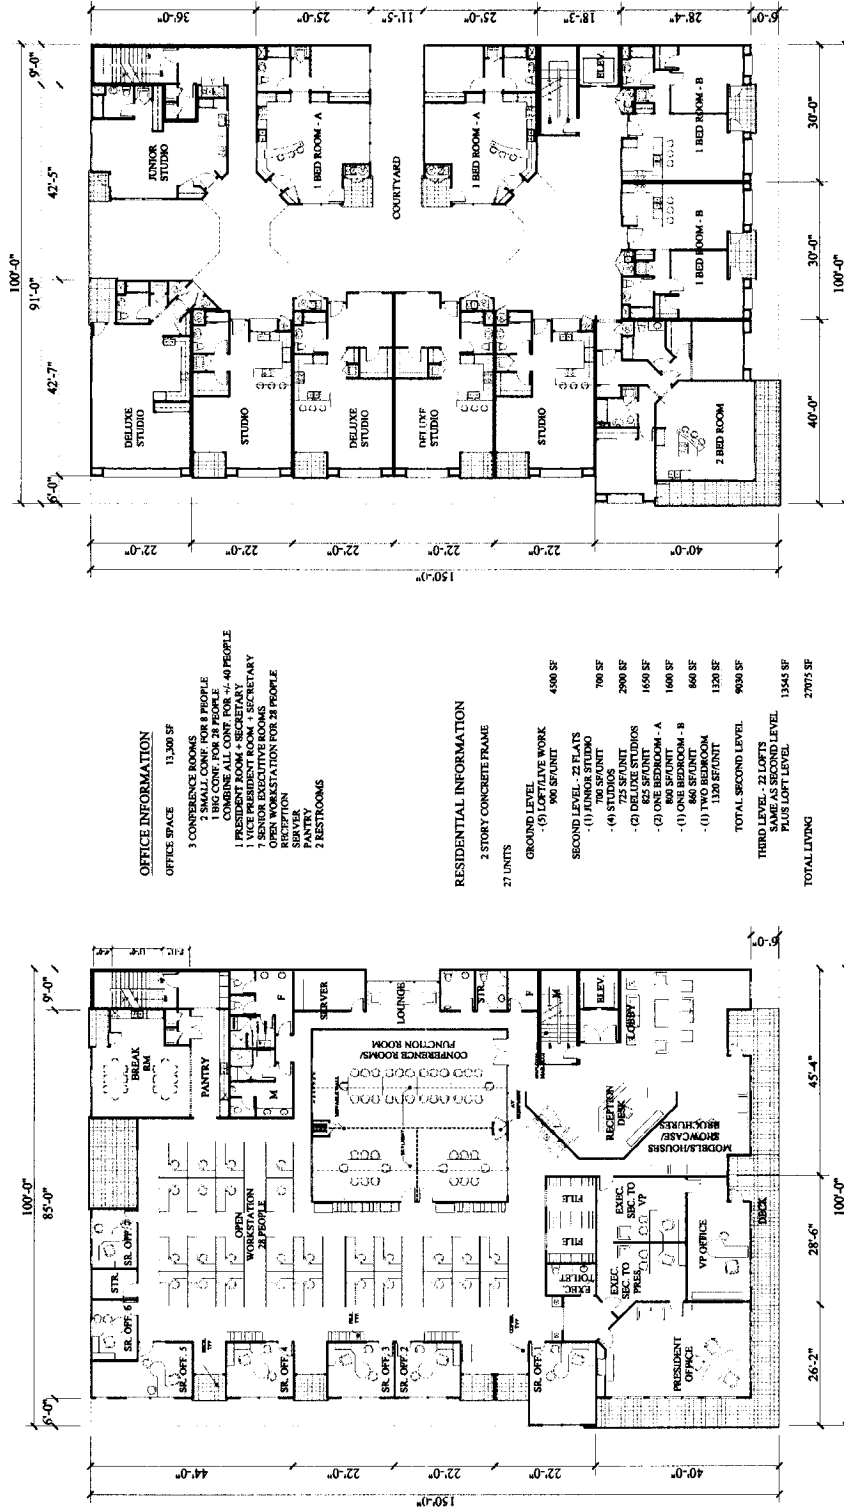 OFFICE INFORMATION
OFFICE SPACE 13,300 SF
3 CONFERENCE ROOMS
2 SMALL CONF. FOR 8 PEOPLE
1 BIG CONF. FOR 28 PEOPLE
COMBINE ALL CONT. FOR +/- 40 PEOPLE
1 PRESIDENT ROOM + SECRETARY
1 VICE PRESIDENT ROOM + SECRETARY
7 SENIOR EXECUTIVE ROOMS
OPEN WORKSTATION FOR 28 PEOPLE
RECEPTION
SERVER
PANTRY
2 RESTROOMS
RESIDENTIAL INFORMATION
2 STORY CONCRETE FRAME
27 UNITS
GROUND LEVEL
- (5) LOFT/LIVE WORK
900 SF/UNIT 4500 SF
SECOND LEVEL - 22 FLATS
- (1) JUNIOR STUDIO
700 SF/UNIT 700 SF
- (4) STUDIOS
725 SF/UNIT 2900 SF
- (2) DELUXE STUDIOS
825 SF/UNIT 1650 SF
- (2) ONE BEDROOM - A
800 SF/UNIT 1600 SF
- (1) ONE BEDROOM - B
860 SF/UNIT 860 SF
- (1) TWO BEDROOM
1320 SF/UNIT 1320 SF
TOTAL SECOND LEVEL 9030 SF
THIRD LEVEL - 22 LOFTS
SAME AS SECOND LEVEL
PLUS LOFT LEVEL 13545 SF
TOTAL LIVING 27075 SF
100'-0"
6'-0"
85'-0"
9'-0"
150'-0"
44'-0"
22'-0"
22'-0"
22'-0"
40'-0"
26'-2"
28'-6"
45'-4"
100'-0"
6'-0"
SR. OFF. 6
STR.
SR. OFF. 7
BREAK
RM
PANTRY
SR. OFF. 5
SR. OFF. 4
SR. OFF. 3
SR. OFF. 2
SR. OFF. 1
OPEN
WORKSTATION
28 PEOPLE
M
F
SERVER
LOUNGE
CONFERENCE ROOMS/
FUNCTION ROOM
STR.
F
M
ELEV.
LOBBY
RECEPTION
DESK
MODELS/HOUSES
SHOWCASE/
BROCHURES
FILE
FILE
EXEC.
TOILET
EXEC.
SEC. TO
PRES.
EXEC.
SEC. TO
VP
VP OFFICE
PRESIDENT
OFFICE
DECK
100'-0"
6'-0"
42'-7"
91'-0"
42'-5"
9'-0"
36'-0"
25'-0"
11'-5"
25'-0"
18'-3"
28'-4"
6'-0"
150'-0"
22'-0"
22'-0"
22'-0"
22'-0"
22'-0"
40'-0"
40'-0"
30'-0"
30'-0"
100'-0"
DELUXE
STUDIO
STUDIO
DELUXE
STUDIO
DELUXE
STUDIO
STUDIO
2 BED ROOM
JUNIOR
STUDIO
1 BED ROOM - A
COURTYARD
1 BED ROOM - A
ELEV.
1 BED ROOM - B
1 BED ROOM - B